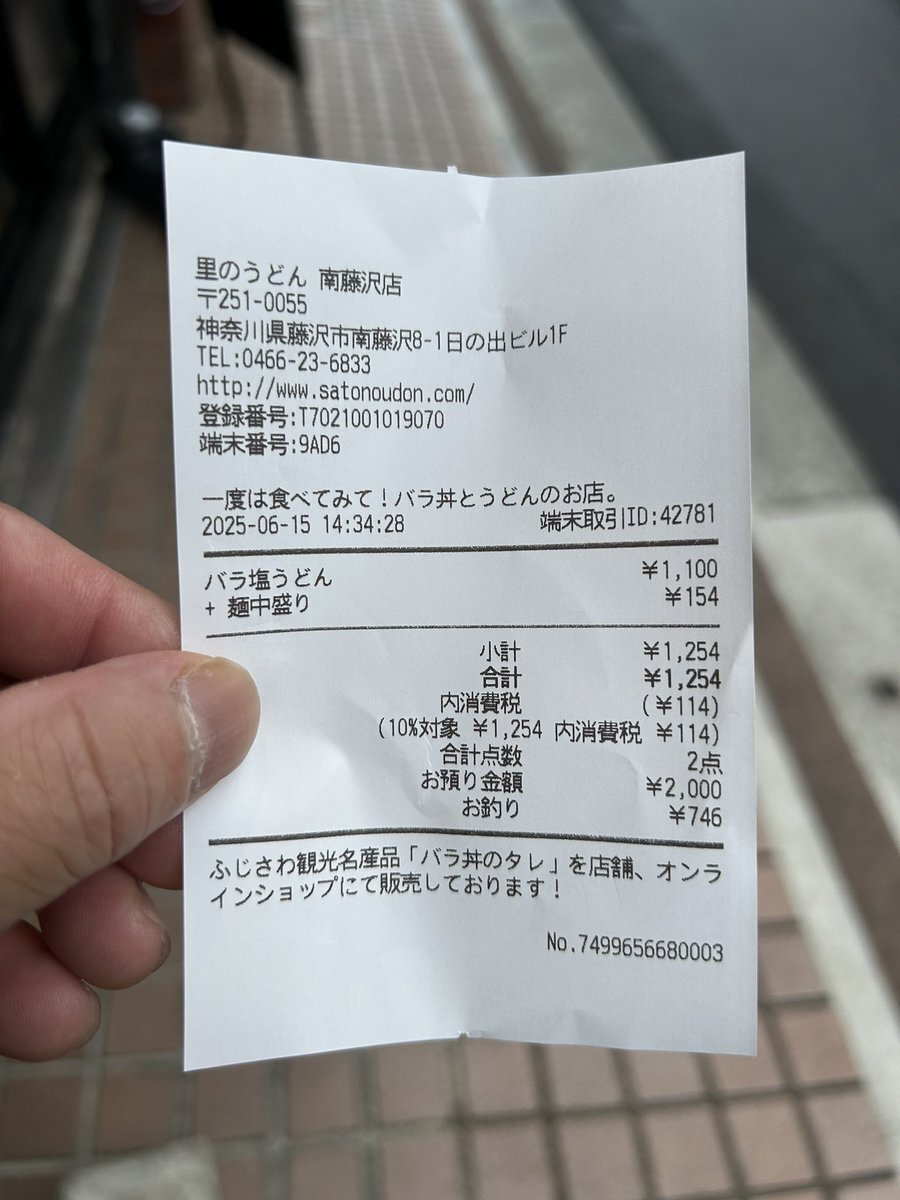 里のうどん 南藤沢店
〒251-0055
神奈川県藤沢市南藤沢8-1日の出ビル1F
TEL:0466-23-6833
http://www.satonoudon.com/
登録番号:T7021001019070
端末番号:9AD6
一度は食べてみて!バラ丼とうどんのお店。
2025-06-15 14:34:28 端末取引ID:42781
バラ塩うどん ¥1,100
+ 麺中盛り ¥154
小計 ¥1,254
合計 ¥1,254
内消費税 (¥114)
(10%対象 ¥1,254 内消費税 ¥114)
合計点数 2点
お預り金額 ¥2,000
お釣り ¥746
ふじさわ観光名産品「バラ丼のタレ」を店舗、オンラ
インショップにて販売しております!
No.7499656680003